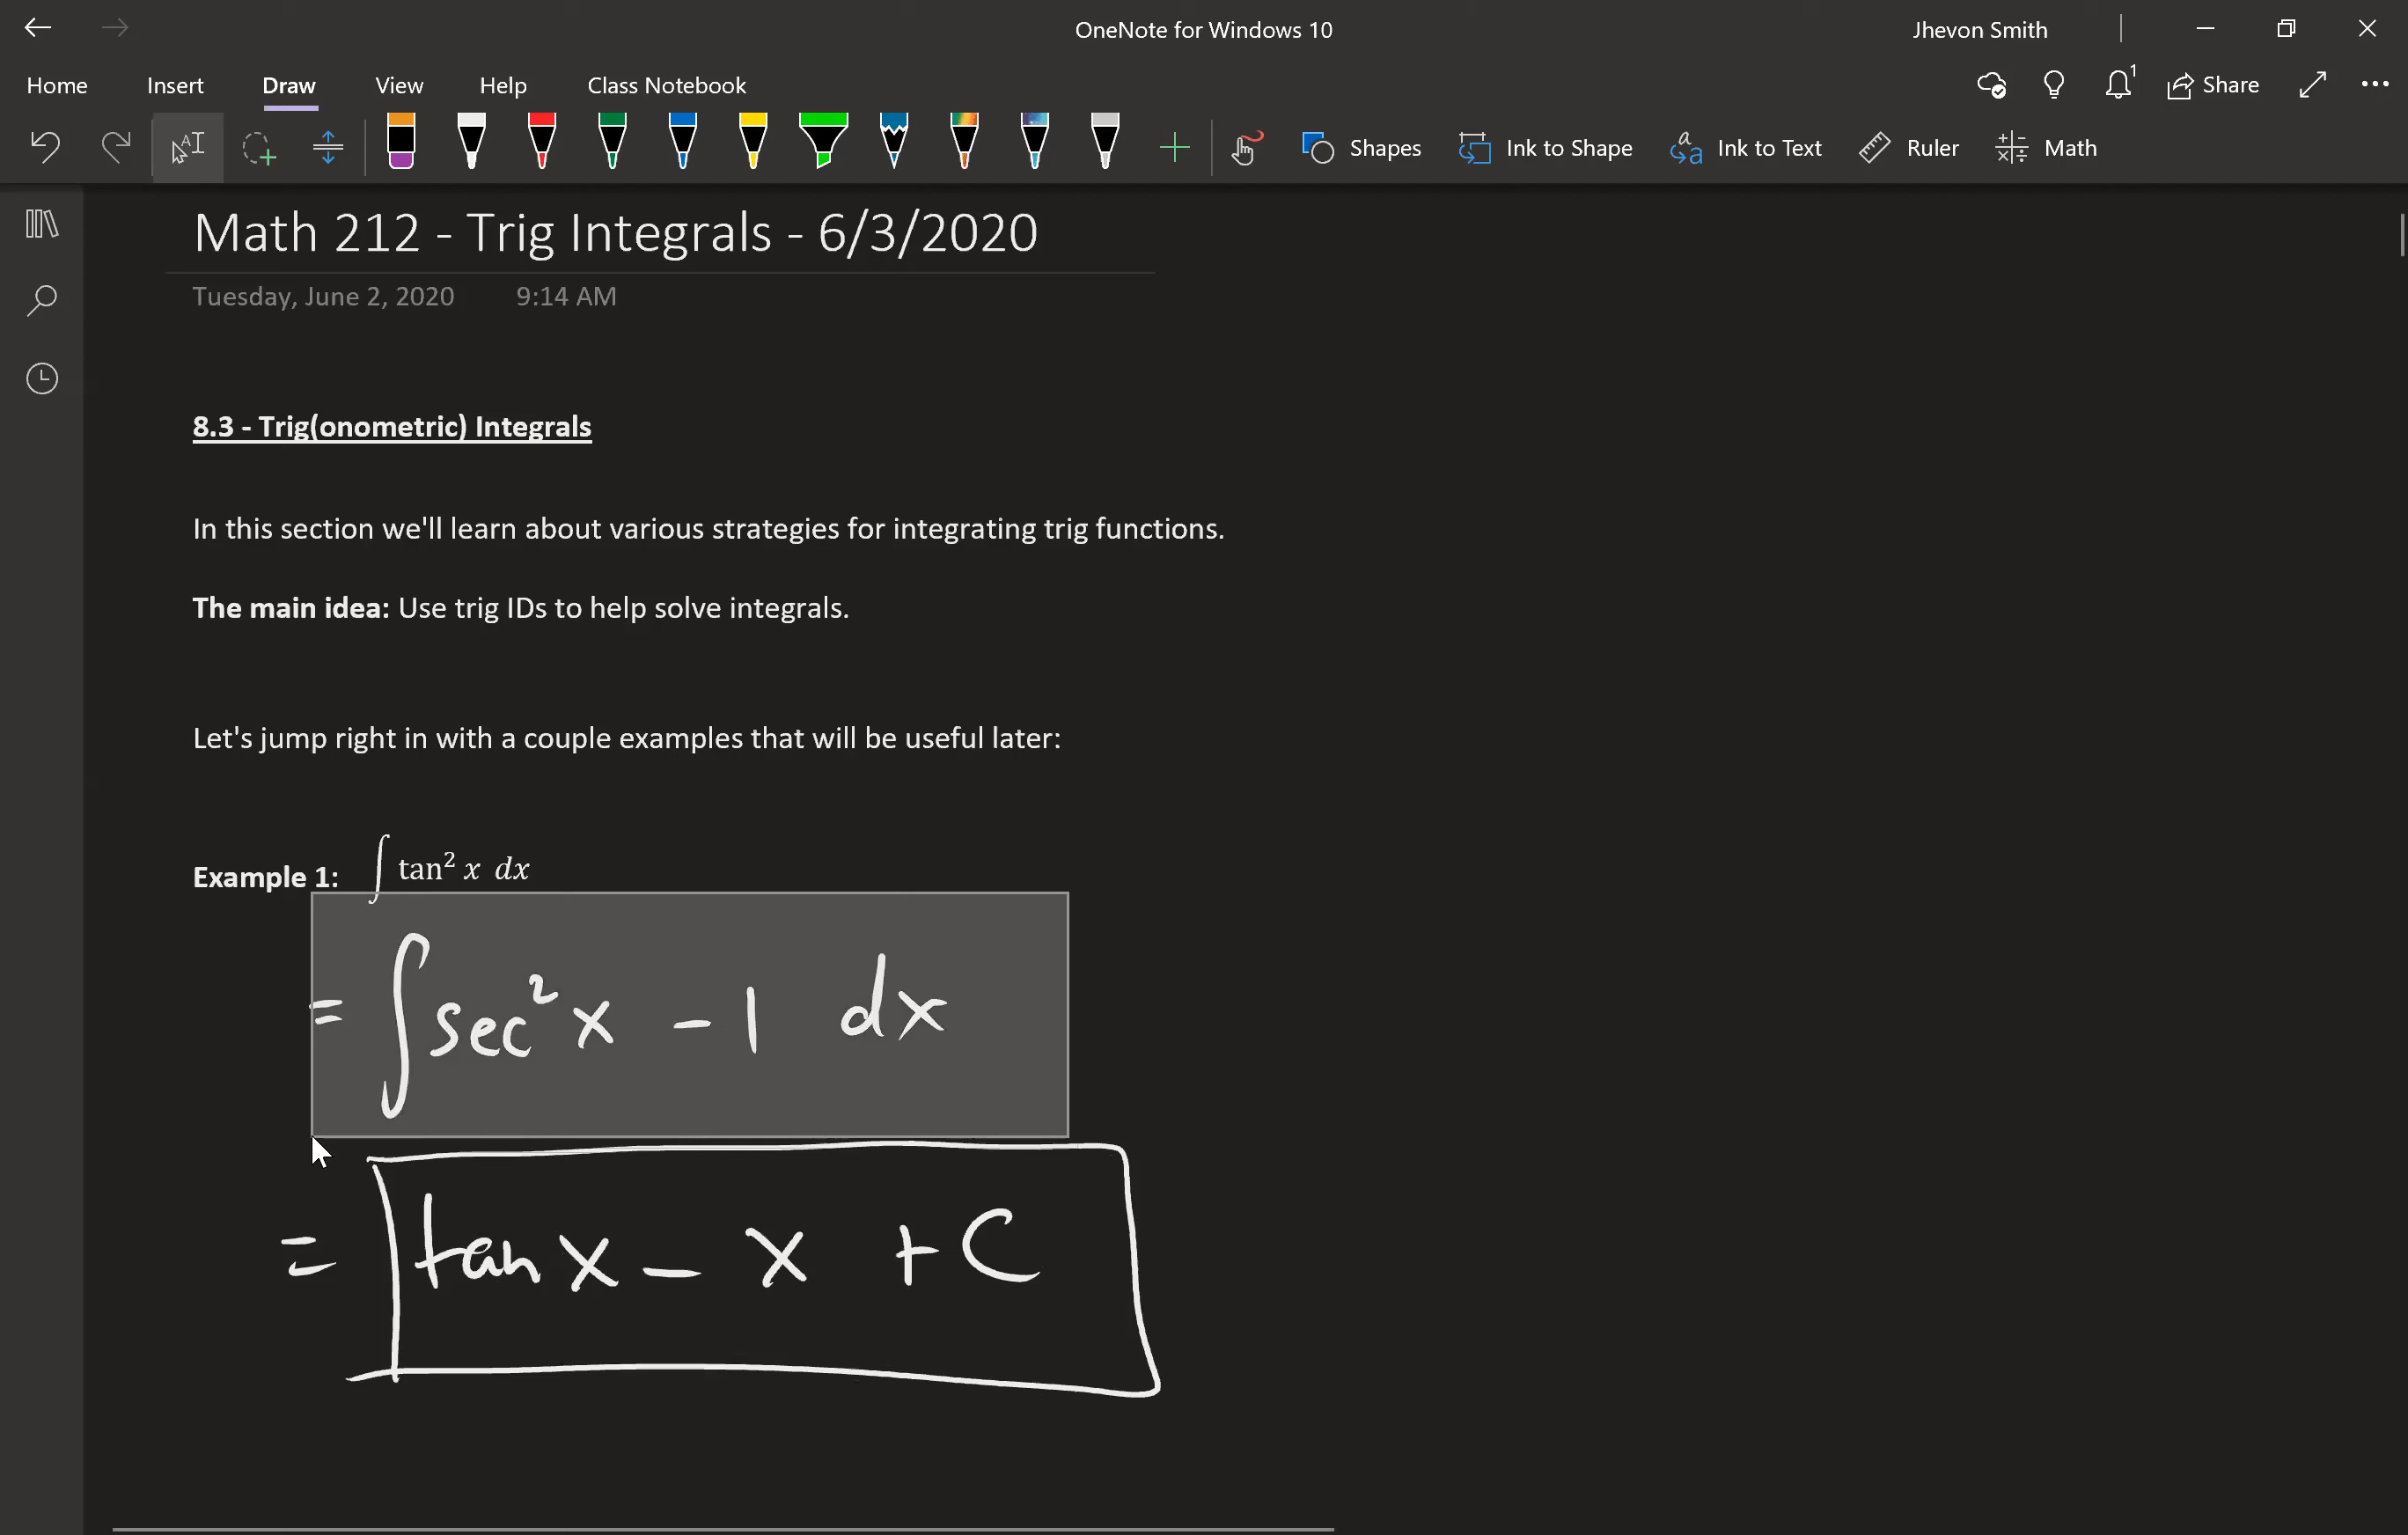 OneNote for Windows 10 Jhevon Smith
Home Insert Draw View Help Class Notebook 1 Share
Shapes Ink to Shape Ink to Text Ruler Math
Math 212 - Trig Integrals - 6/3/2020
Tuesday, June 2, 2020 9:14 AM
8.3 - Trig(onometric) Integrals
In this section we'll learn about various strategies for integrating trig functions.
The main idea: Use trig IDs to help solve integrals.
Let's jump right in with a couple examples that will be useful later:
Example 1: ∫ tan² x dx
= ∫ sec² x - 1 dx
= tan x - x + C